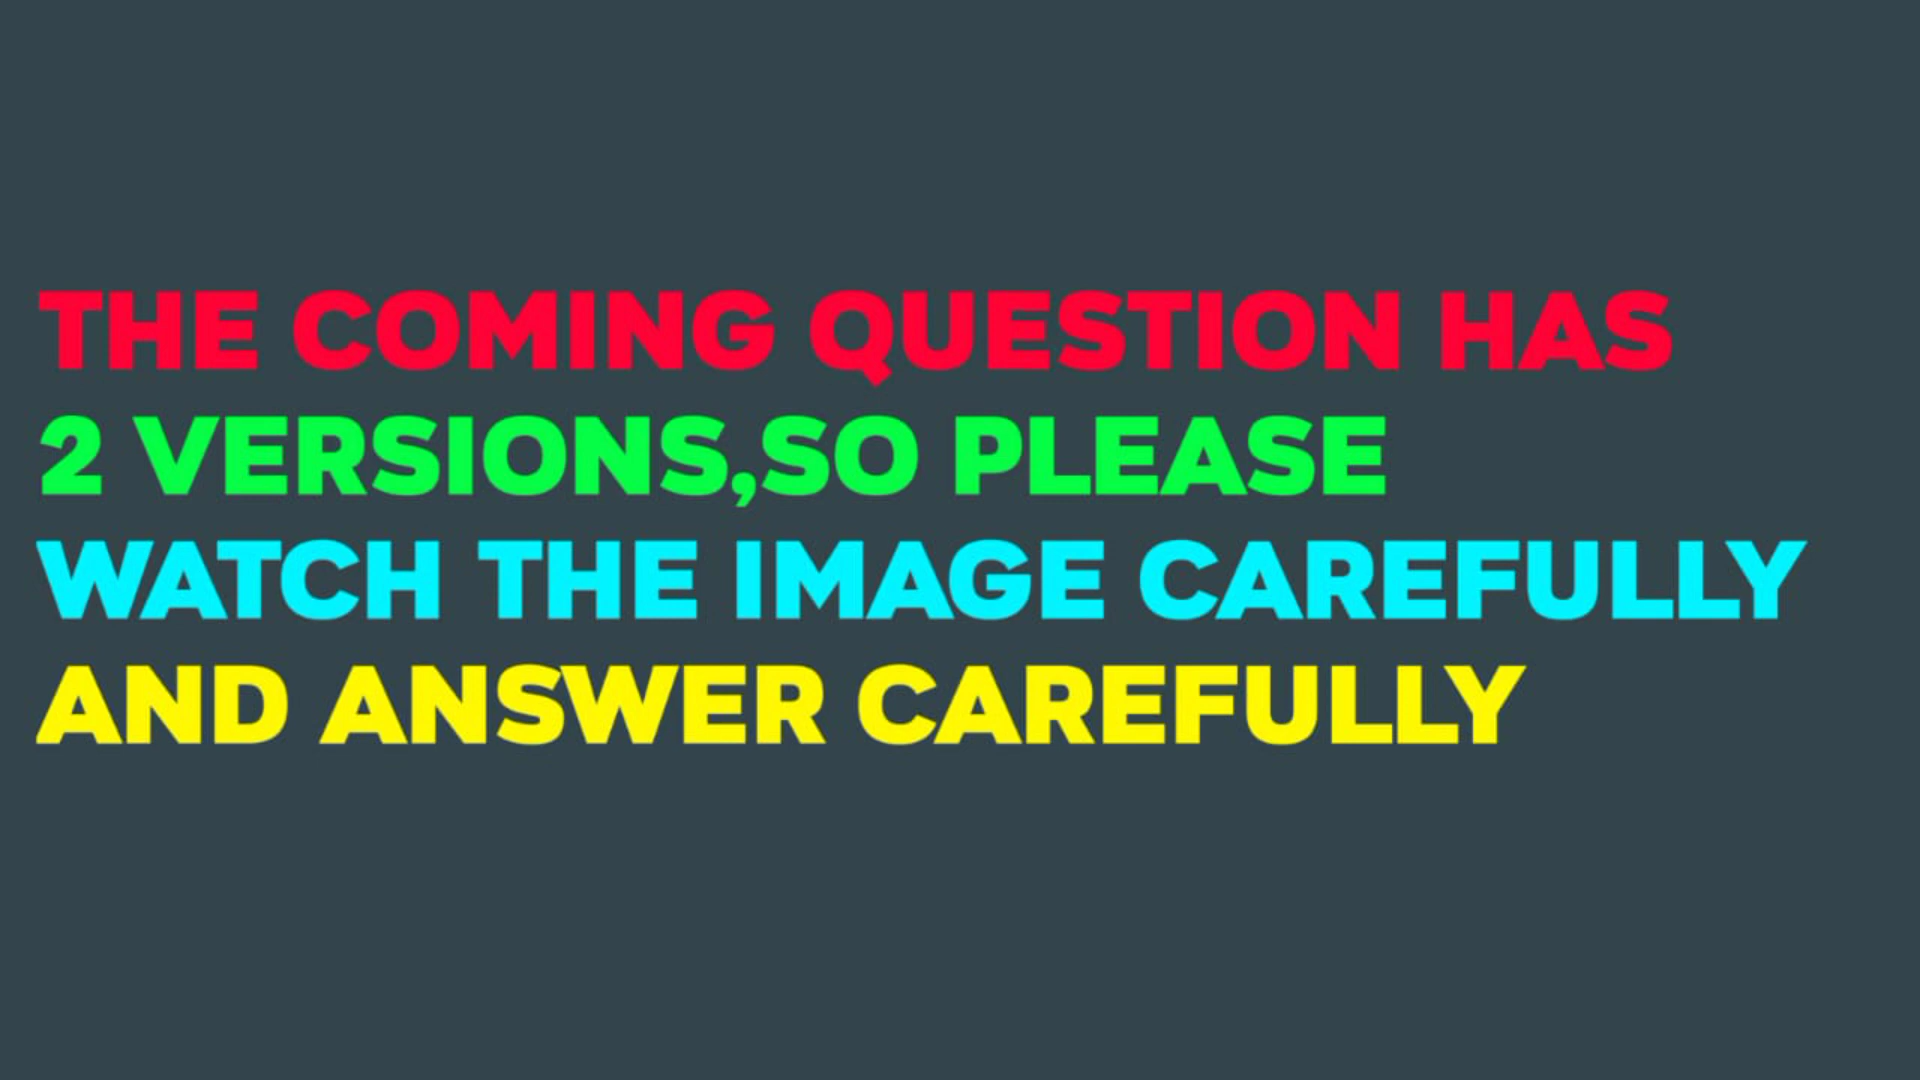 THE COMING QUESTION HAS
2 VERSIONS,SO PLEASE
WATCH THE IMAGE CAREFULLY
AND ANSWER CAREFULLY